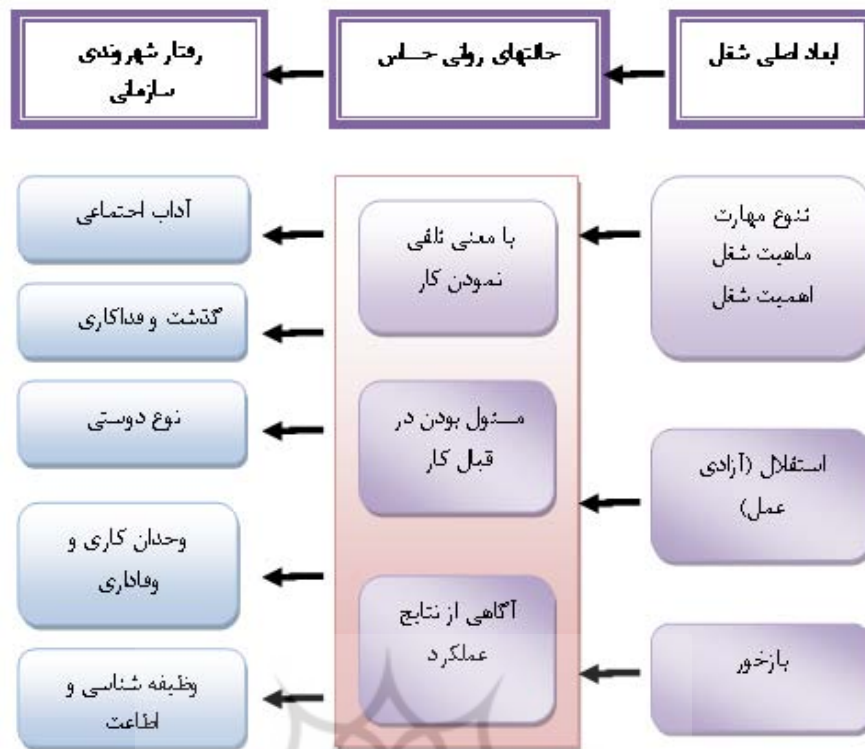 ابعاد اصلی شغل
حالتهای روانی حساس
رفتار شهروندی
سازمانی
تنوع مهارت
ماهیت شغل
اهمیت شغل
با معنی تلقی
نمودن کار
آداب اجتماعی
گذشت و فداکاری
استقلال (آزادی
عمل)
مسئول بودن در
قبال کار
نوع دوستی
وجدان کاری و
وفاداری
بازخور
آگاهی از نتایج
عملکرد
وظیفه شناسی و
اطاعت